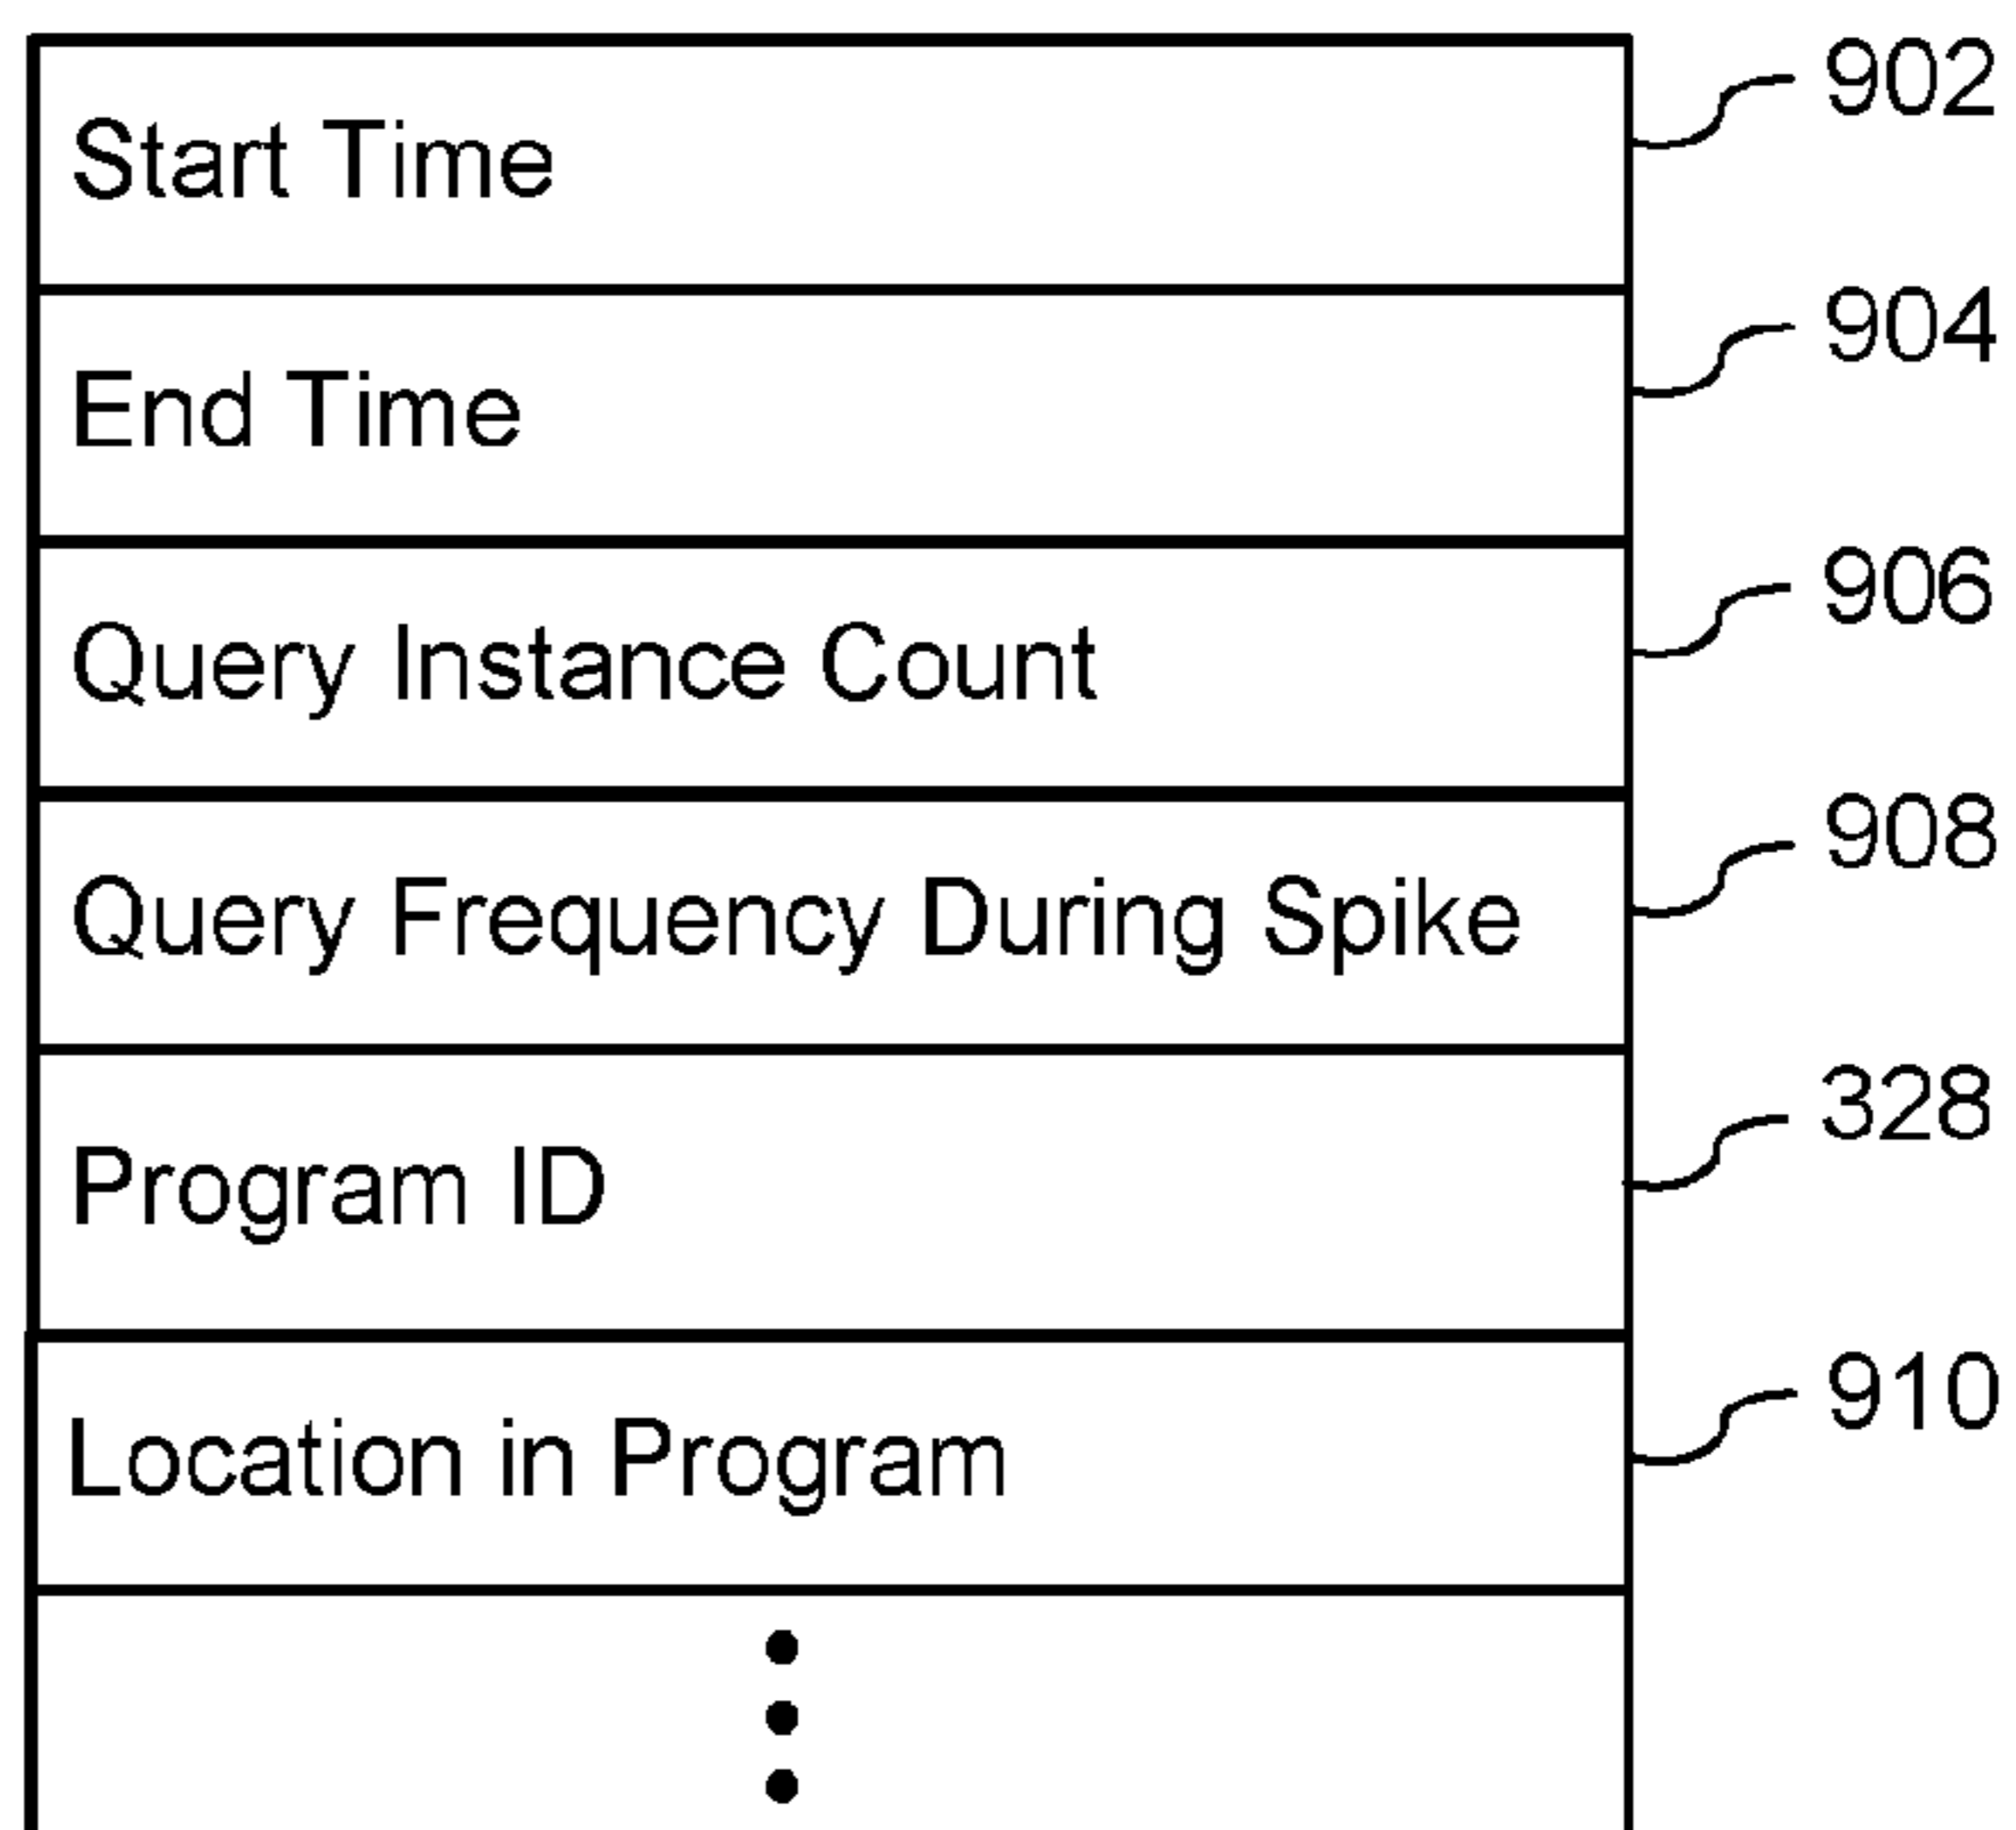 Start Time 902
End Time 904
Query Instance Count 906
Query Frequency During Spike 908
Program ID 328
Location in Program 910